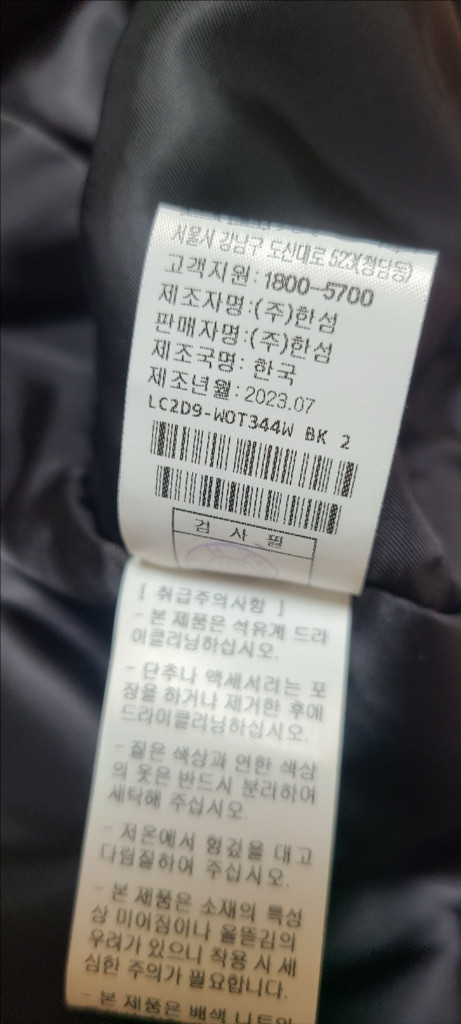 서울시 강남구 도산대로 523(청담동)
고객지원:1800-5700
제조자명:(주)한섬
판매자명:(주)한섬
제조국명: 한국
제조년월:2023.07
LC2D9-WOT344W BK 2
검 사 필
[ 취급주의사항 ]
- 본 제품은 석유계 드라
이클리닝하십시오.
- 단추나 액세서리는 포
장을 하거나 제거한 후에
드라이클리닝하십시오.
- 짙은 색상과 연한 색상
의 옷은 반드시 분리하여
세탁해 주십시오.
- 저온에서 헝겊을 대고
다림질하여 주십시오.
- 본 제품은 소재의 특성
상 미어짐이나 올뜯김의
우려가 있으니 착용 시 세
심한 주의가 필요합니다.
- 본 제품은 배색 니트의